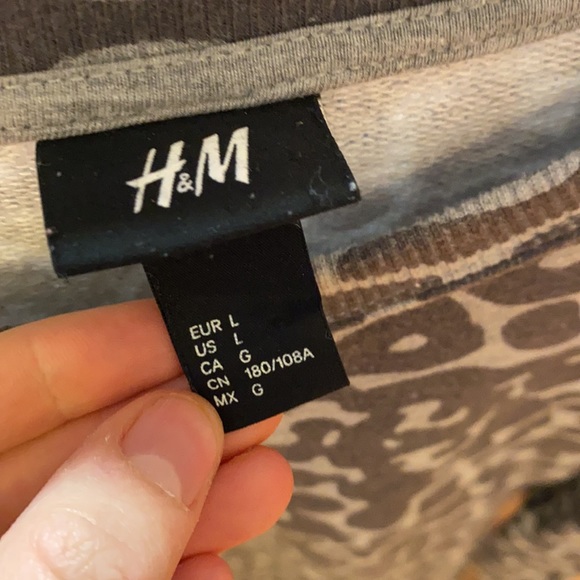 H&M
EUR L
US L
CA G
CN 180/108A
MX G